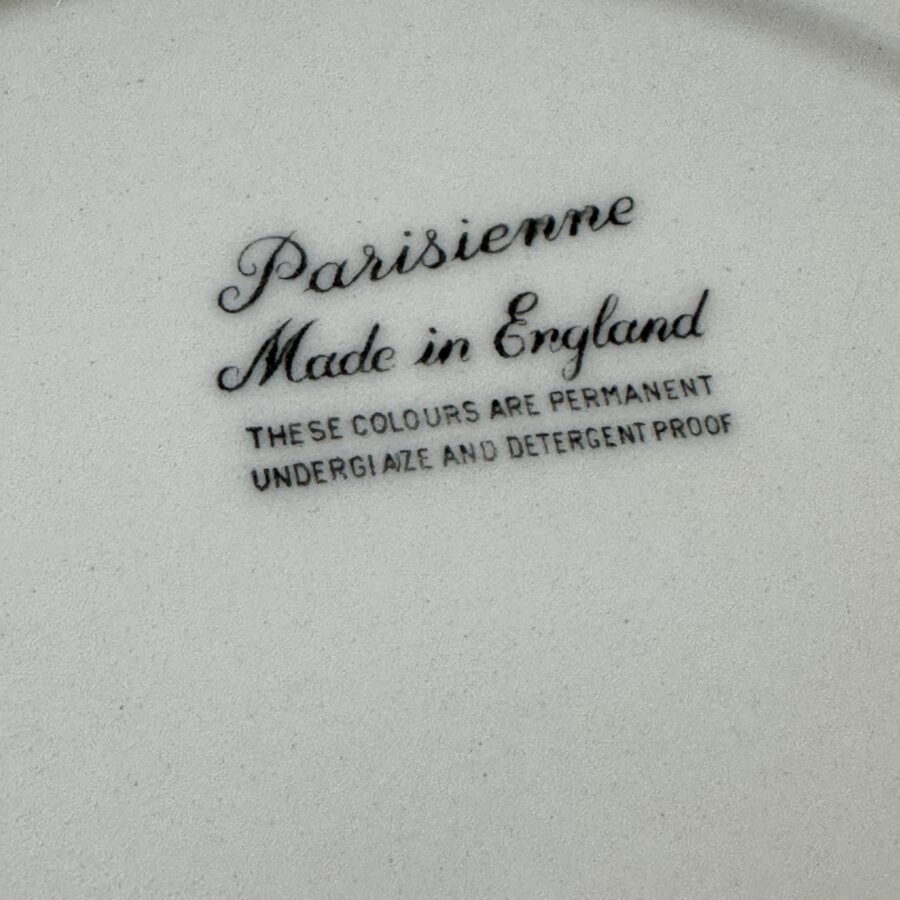 Parisienne
Made in England
THESE COLOURS ARE PERMANENT
UNDERGLAZE AND DETERGENT PROOF